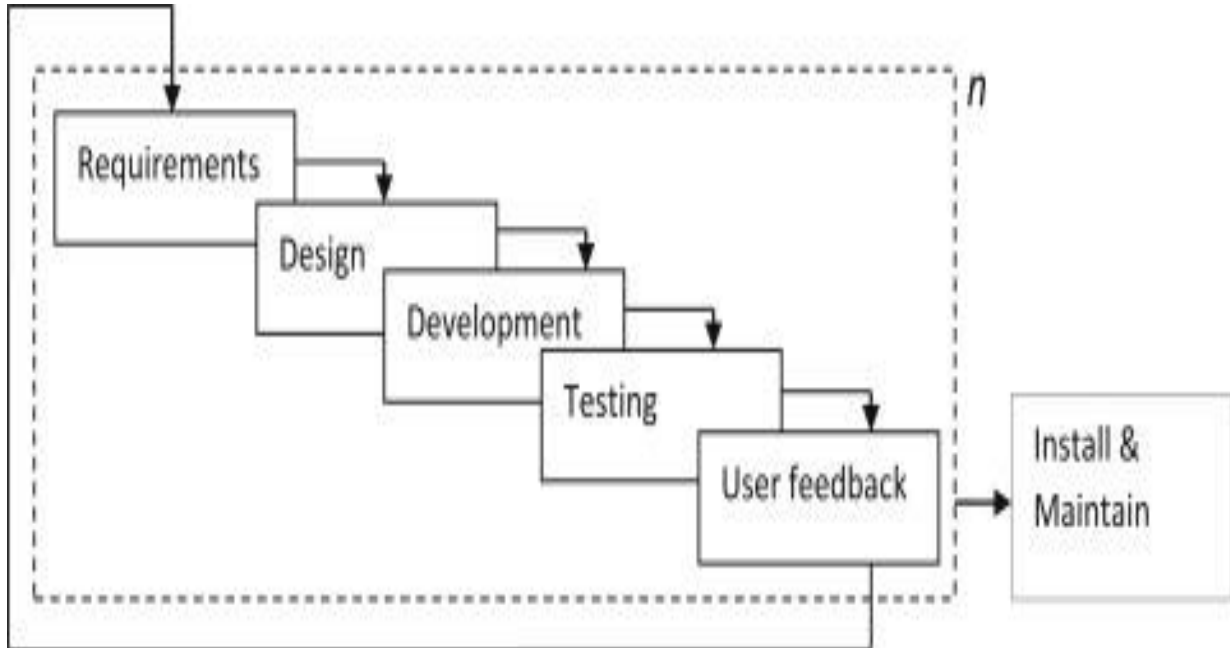 n
Requirements
Design
Development
Testing
User feedback
Install &
Maintain